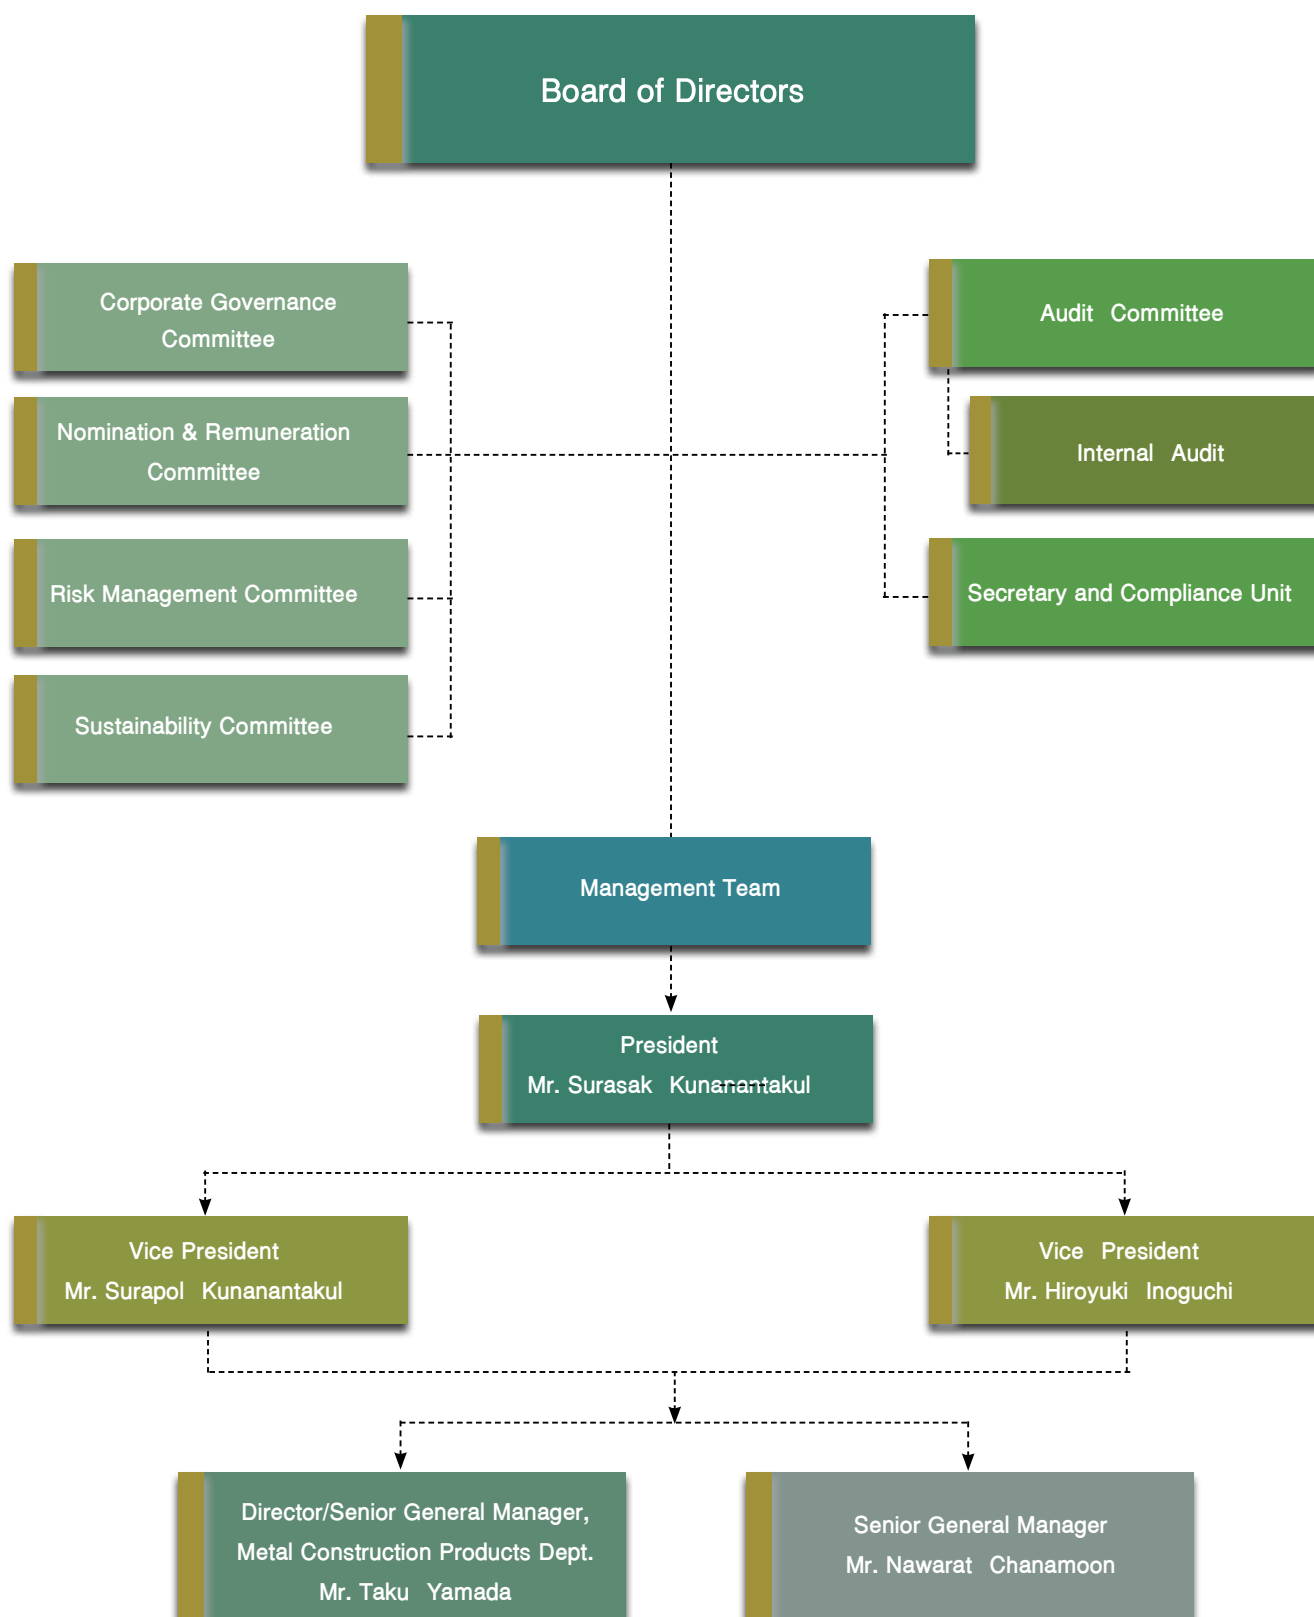 Board of Directors
Corporate Governance
Committee
Nomination & Remuneration
Committee
Risk Management Committee
Sustainability Committee
Audit Committee
Internal Audit
Secretary and Compliance Unit
Management Team
President
Mr. Surasak Kunanantakul
Vice President
Mr. Surapol Kunanantakul
Vice President
Mr. Hiroyuki Inoguchi
Director/Senior General Manager,
Metal Construction Products Dept.
Mr. Taku Yamada
Senior General Manager
Mr. Nawarat Chanamoon